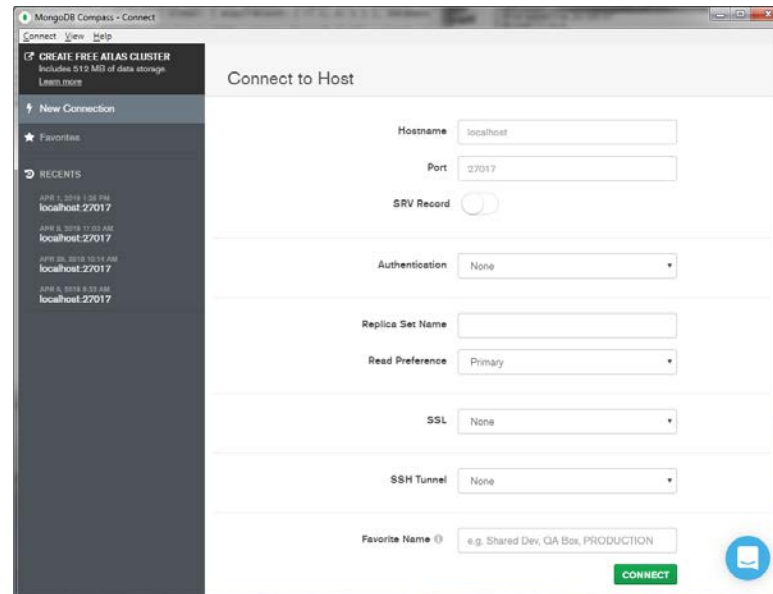 MongoDB Compass - Connect
Connect View Help
CREATE FREE ATLAS CLUSTER
Includes 512 MB of data storage.
Learn more
New Connection
Favorites
RECENTS
localhost:27017
localhost:27017
localhost:27017
localhost:27017
Connect to Host
Hostname
localhost
Port
27017
SRV Record
Authentication
None
Replica Set Name
Read Preference
Primary
SSL
None
SSH Tunnel
None
Favorite Name
e.g. Shared Dev, QA Box, PRODUCTION
CONNECT